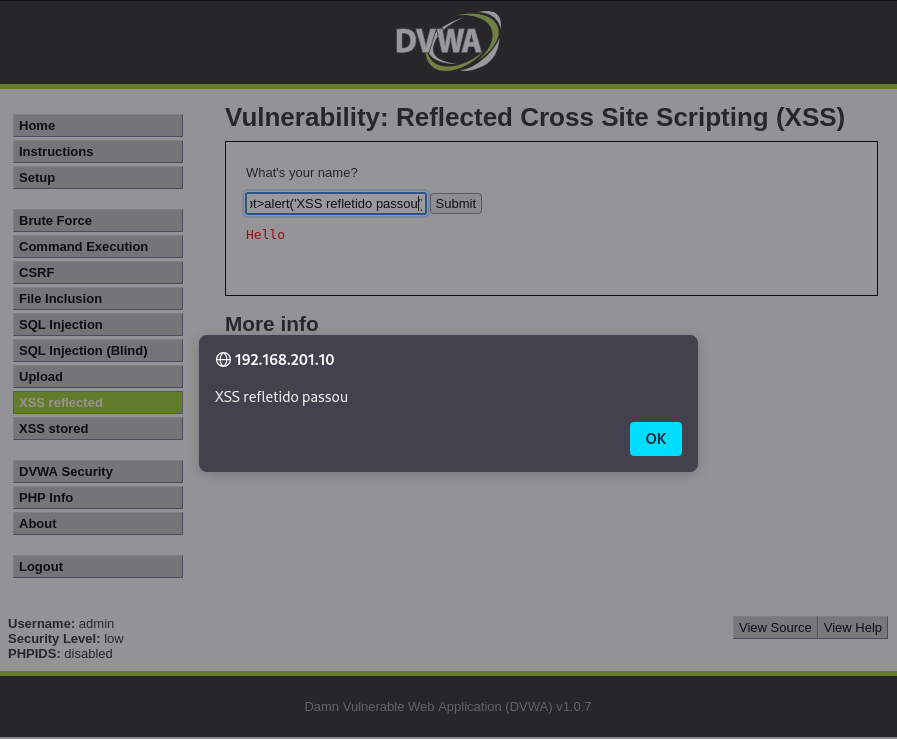 DVWA
Vulnerability: Reflected Cross Site Scripting (XSS)
Home
Instructions
Setup
Brute Force
Command Execution
CSRF
File Inclusion
SQL Injection
SQL Injection (Blind)
Upload
XSS reflected
XSS stored
DVWA Security
PHP Info
About
Logout
What's your name?
pt>alert('XSS refletido passou' Submit
Hello
More info
192.168.201.10
XSS refletido passou
OK
Username: admin
Security Level: low
PHPIDS: disabled
View Source View Help
Damn Vulnerable Web Application (DVWA) v1.0.7